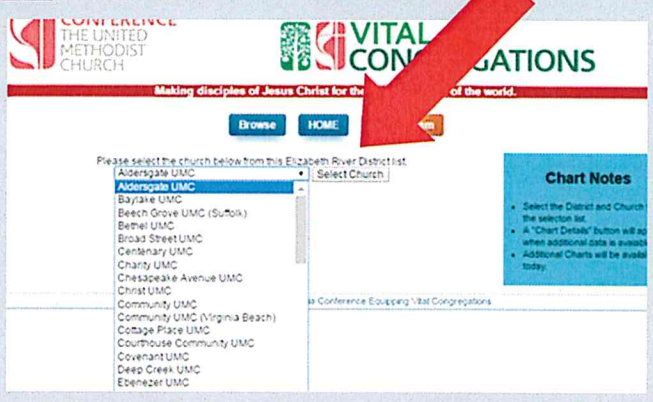 CONFERENCE
THE UNITED
METHODIST
CHURCH
VITAL
CONGATIONS
Making disciples of Jesus Christ for the of the world.
Browse
HOME
Please select the church below from this Elizabeth River District list.
Aldersgate UMC
Select Church
Aldersgate UMC
Baylake UMC
Beech Grove UMC (Suffolk)
Bethel UMC
Broad Street UMC
Centenary UMC
Charity UMC
Chesapeake Avenue UMC
Christ UMC
Community UMC
Community UMC (Virginia Beach)
Cottage Place UMC
Courthouse Community UMC
Covenant UMC
Deep Creek UMC
Ebenezer UMC
Chart Notes
Select the District and Church
the selecton list.
A "Chart Details" button will
when additional data is
Additional Charts will be
today.
Conference Equipping Vital Congregations